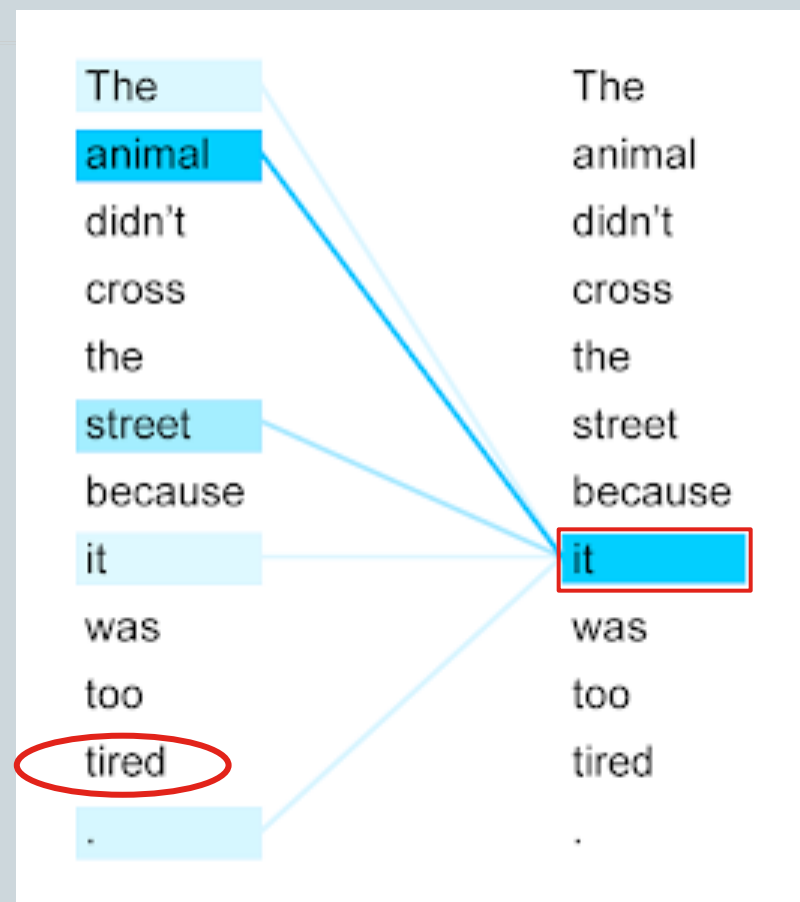 The
animal
didn't
cross
the
street
because
it
was
too
tired
.
The
animal
didn't
cross
the
street
because
it
was
too
tired
.